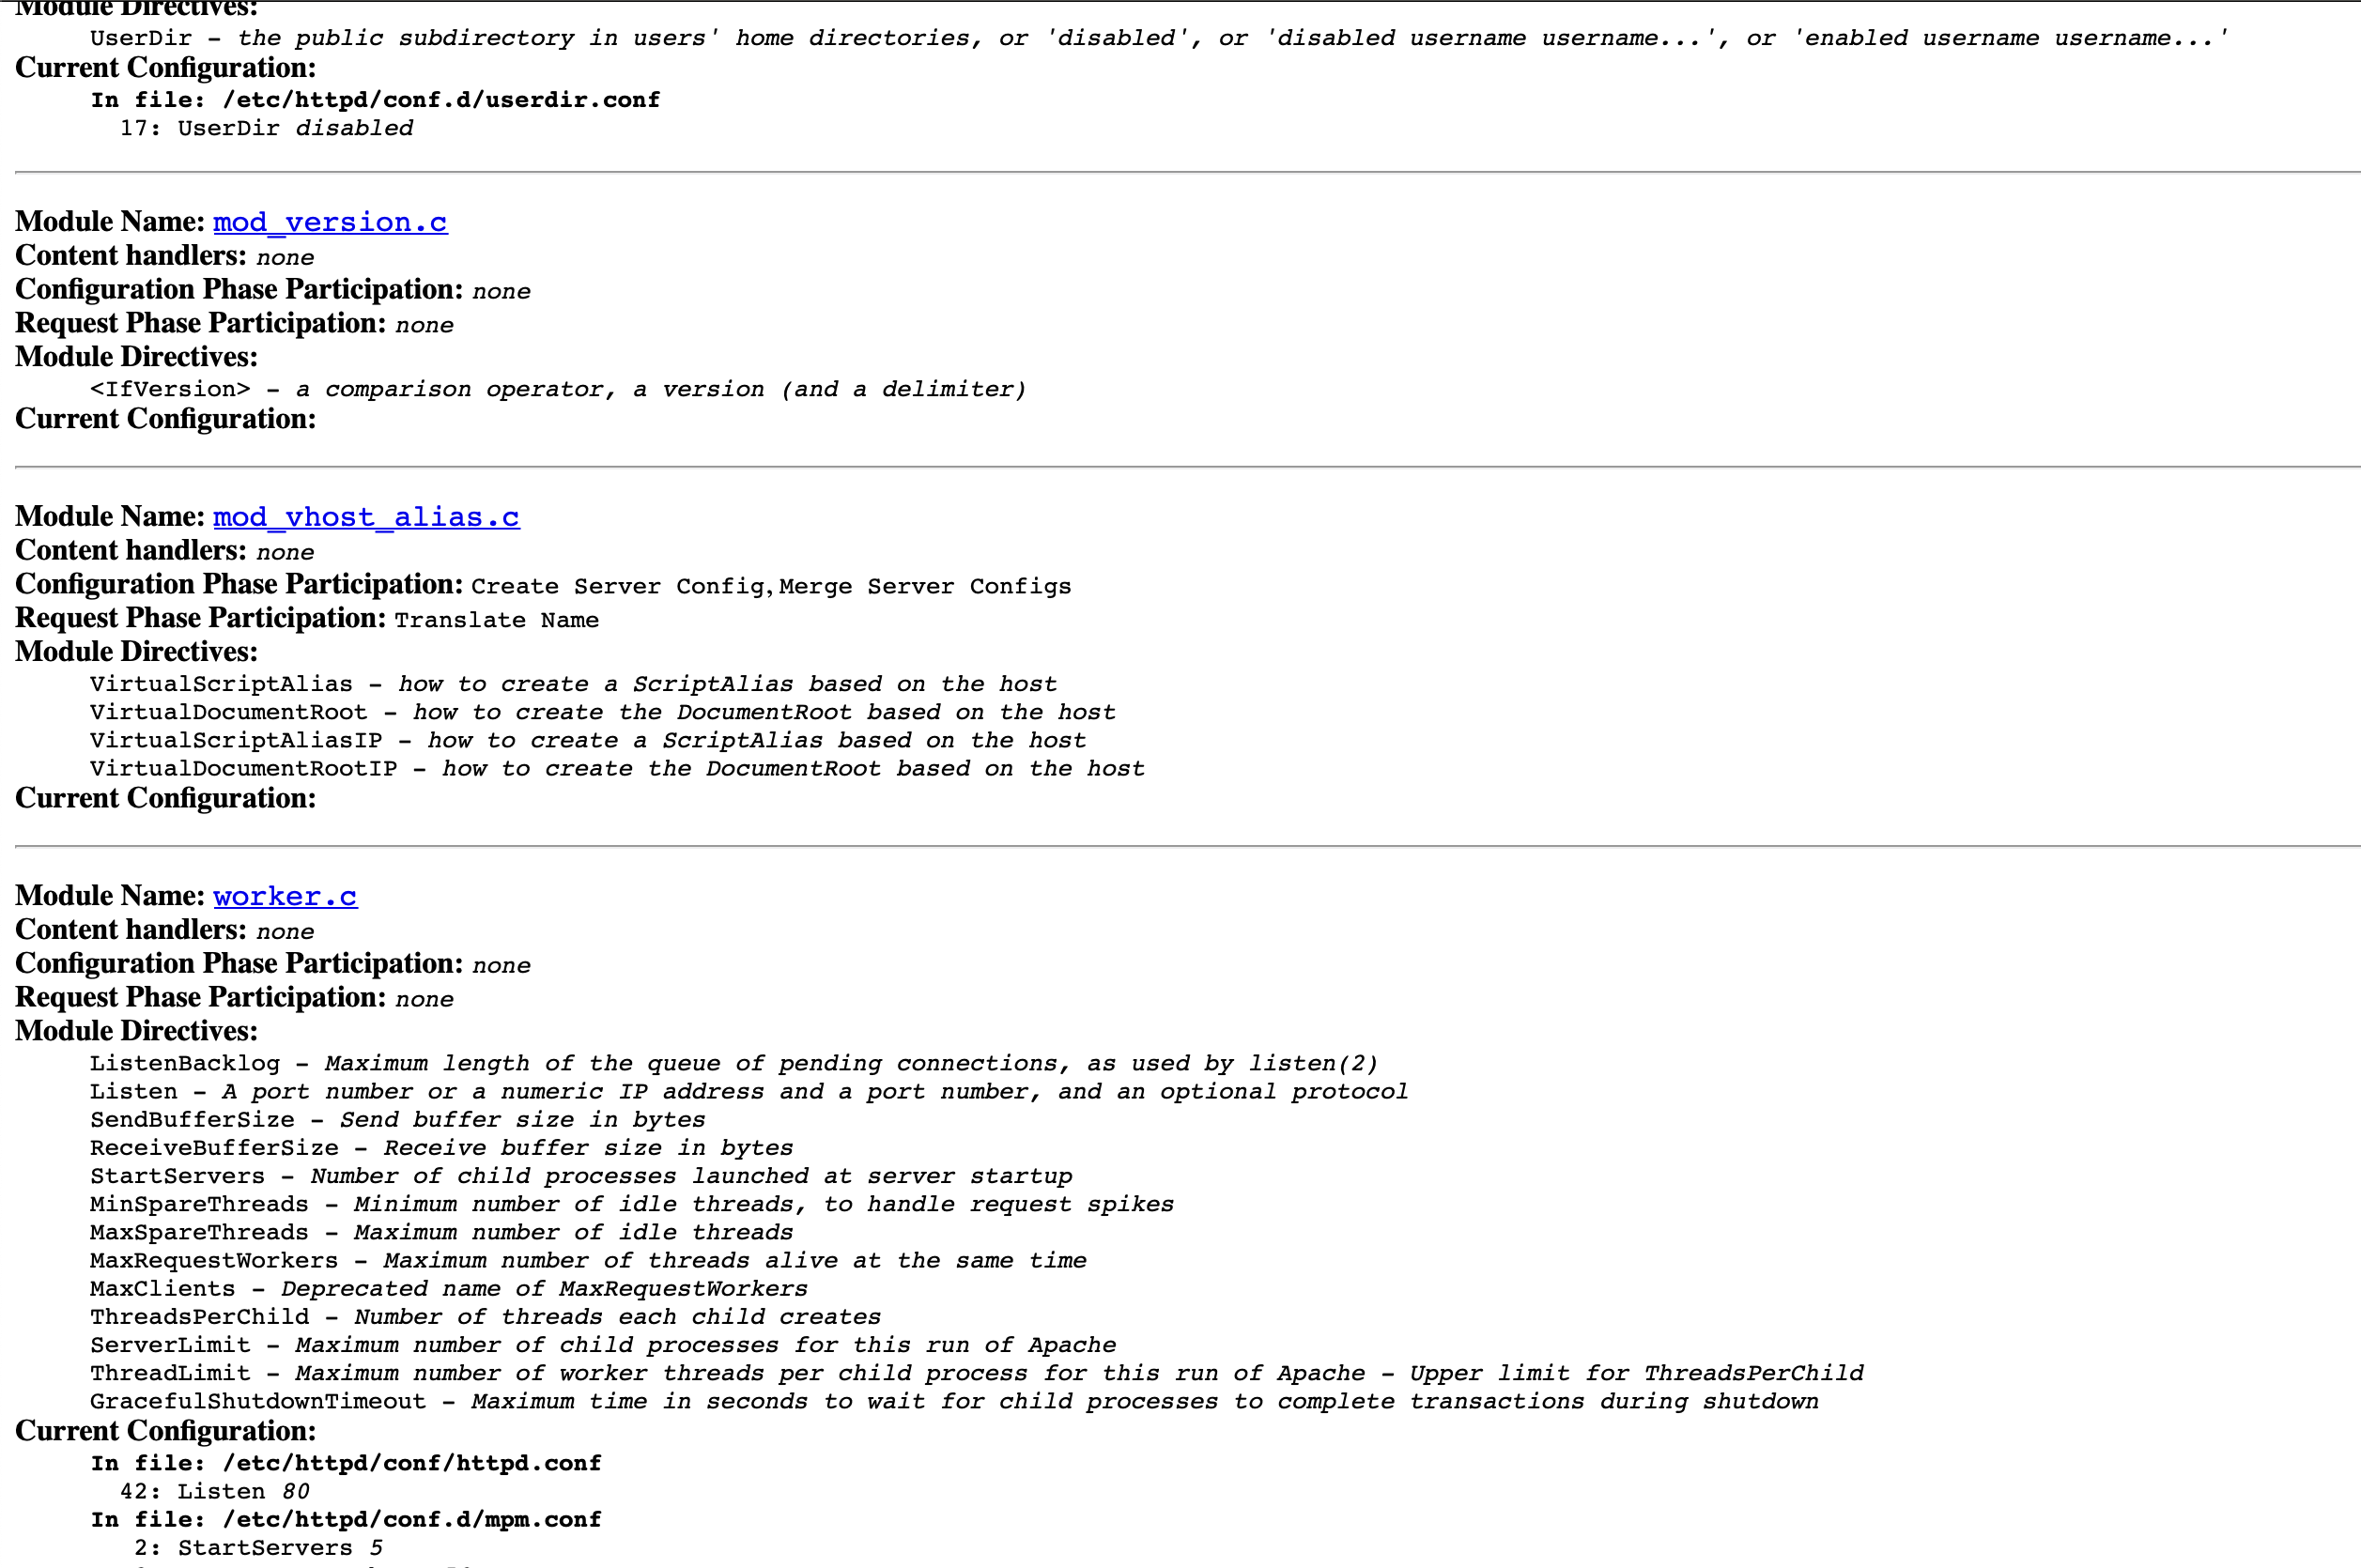 Module Directives:
UserDir - the public subdirectory in users' home directories, or 'disabled', or 'disabled username username...', or 'enabled username username...'
Current Configuration:
In file: /etc/httpd/conf.d/userdir.conf
17: UserDir disabled
Module Name: mod_version.c
Content handlers: none
Configuration Phase Participation: none
Request Phase Participation: none
Module Directives:
<IfVersion> - a comparison operator, a version (and a delimiter)
Current Configuration:
Module Name: mod_vhost_alias.c
Content handlers: none
Configuration Phase Participation: Create Server Config, Merge Server Configs
Request Phase Participation: Translate Name
Module Directives:
VirtualScriptAlias - how to create a ScriptAlias based on the host
VirtualDocumentRoot - how to create the DocumentRoot based on the host
VirtualScriptAliasIP - how to create a ScriptAlias based on the host
VirtualDocumentRootIP - how to create the DocumentRoot based on the host
Current Configuration:
Module Name: worker.c
Content handlers: none
Configuration Phase Participation: none
Request Phase Participation: none
Module Directives:
ListenBacklog - Maximum length of the queue of pending connections, as used by listen(2)
Listen - A port number or a numeric IP address and a port number, and an optional protocol
SendBufferSize - Send buffer size in bytes
ReceiveBufferSize - Receive buffer size in bytes
StartServers - Number of child processes launched at server startup
MinSpareThreads - Minimum number of idle threads, to handle request spikes
MaxSpareThreads - Maximum number of idle threads
MaxRequestWorkers - Maximum number of threads alive at the same time
MaxClients - Deprecated name of MaxRequestWorkers
ThreadsPerChild - Number of threads each child creates
ServerLimit - Maximum number of child processes for this run of Apache
ThreadLimit - Maximum number of worker threads per child process for this run of Apache - Upper limit for ThreadsPerChild
GracefulShutdownTimeout - Maximum time in seconds to wait for child processes to complete transactions during shutdown
Current Configuration:
In file: /etc/httpd/conf/httpd.conf
42: Listen 80
In file: /etc/httpd/conf.d/mpm.conf
2: StartServers 5